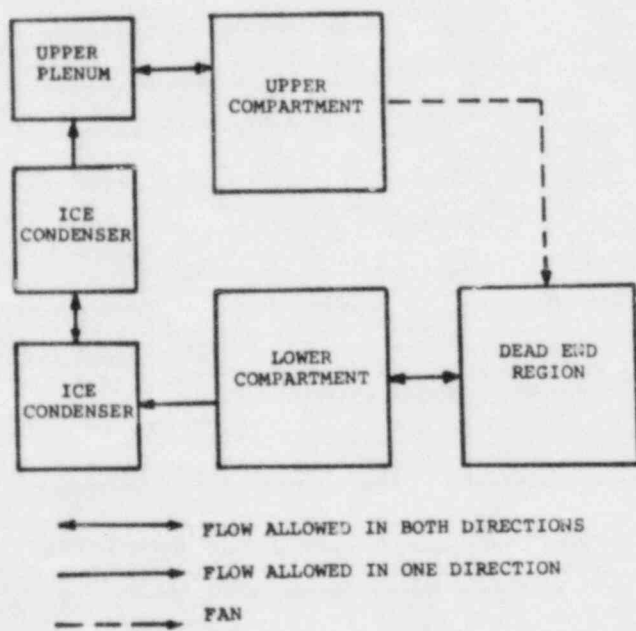 UPPER
PLENUM
UPPER
COMPARTMENT
ICE
CONDENSER
ICE
CONDENSER
LOWER
COMPARTMENT
DEAD END
REGION
FLOW ALLOWED IN BOTH DIRECTIONS
FLOW ALLOWED IN ONE DIRECTION
FAN